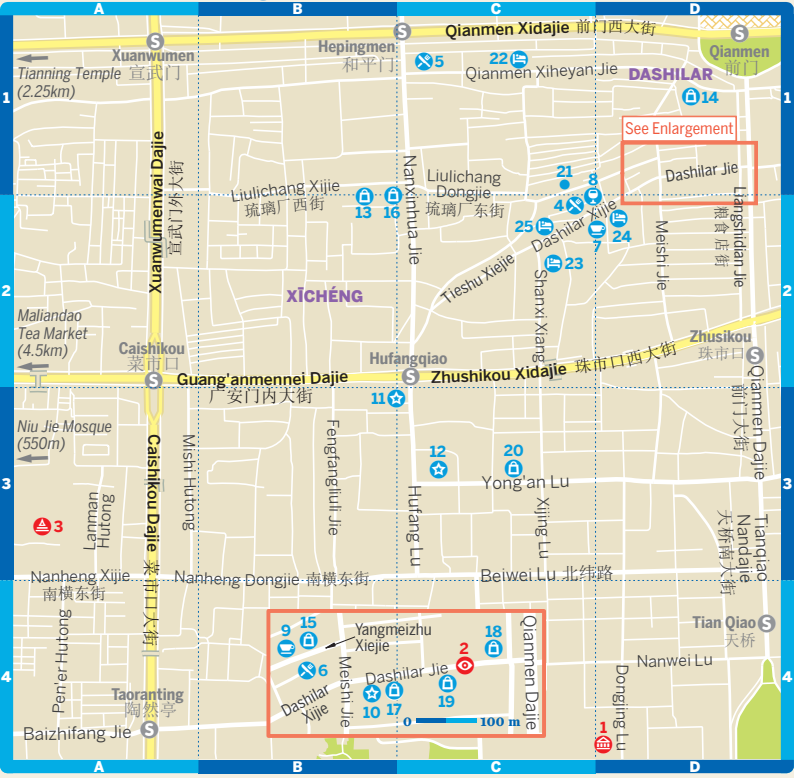 A
B
C
D
Qianmen Xidajie 前门西大街
Xuanwumen
宣武门
Hepingmen
和平门
Qianmen
前门
Tianning Temple
(2.25km)
5
22
Qianmen Xiheyan Jie
DASHILAR
14
1
1
See Enlargement
Dashilar Jie
Xuanwumenwai Dajie
宣武门外大街
Liulichang Xijie
琉璃厂西街
13
16
Nanxinhua Jie
Liulichang
Dongjie
琉璃厂东街
21
8
4
25
Dashilar Xijie
7
24
23
Meishi Jie
Liangshidian Jie
粮食店街
Tieshu Xiejie
Shanxi Xiang
XĪCHÉNG
2
2
Maliandao
Tea Market
(4.5km)
Caishikou
菜市口
Hufangqiao
Zhusikou
珠市口
Guang'anmennei Dajie
广安门内大街
Zhushikou Xidajie 珠市口西大街
Qianmen Dajie
前门大街
11
Niu Jie Mosque
(550m)
12
20
Yong'an Lu
3
3
3
Lanman
Hutong
Caishikou Dajie 菜市口大街
Mishi Hutong
Fengfangliuli Jie
Hufang Lu
Xijing Lu
Tianqiao
Nandajie
天桥南大街
Nanheng Xijie
南横东街
Nanheng Dongjie 南横东街
Beiwei Lu 北纬路
Pen'er Hutong
9
15
Yangmeizhu
Xiejie
6
Dashilar
Xijie
Meishi Jie
Dashilar Jie
2
18
10
17
19
Qianmen Dajie
0
100 m
Tian Qiao
天桥
Nanwei Lu
Dongjing Lu
1
4
4
Taoranting
陶然亭
Baizhifang Jie
A
B
C
D